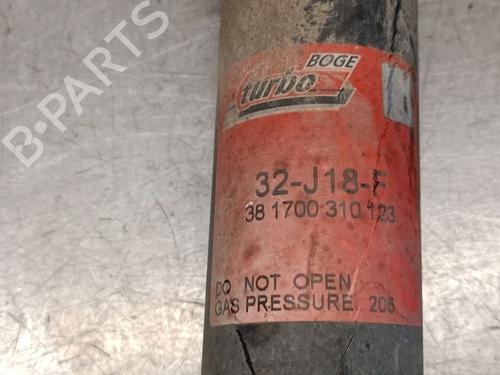 B-PARTS
BOGE
turbo
32-J18-F
38 1700 310 123
DO NOT OPEN
GAS PRESSURE 205